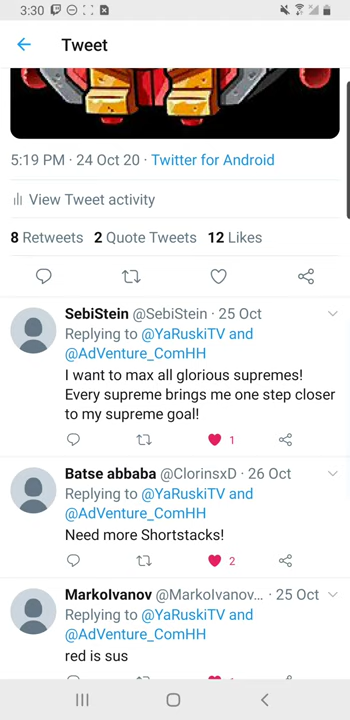 3:30
Tweet
5:19 PM · 24 Oct 20 · Twitter for Android
View Tweet activity
8 Retweets 2 Quote Tweets 12 Likes
SebiStein @SebiStein · 25 Oct
Replying to @YaRuskiTV and
@AdVenture_ComHH
I want to max all glorious supremes!
Every supreme brings me one step closer
to my supreme goal!
1
Batse abbaba @ClorinsxD · 26 Oct
Replying to @YaRuskiTV and
@AdVenture_ComHH
Need more Shortstacks!
2
MarkoIvanov @MarkoIvanov... · 25 Oct
Replying to @YaRuskiTV and
@AdVenture_ComHH
red is sus